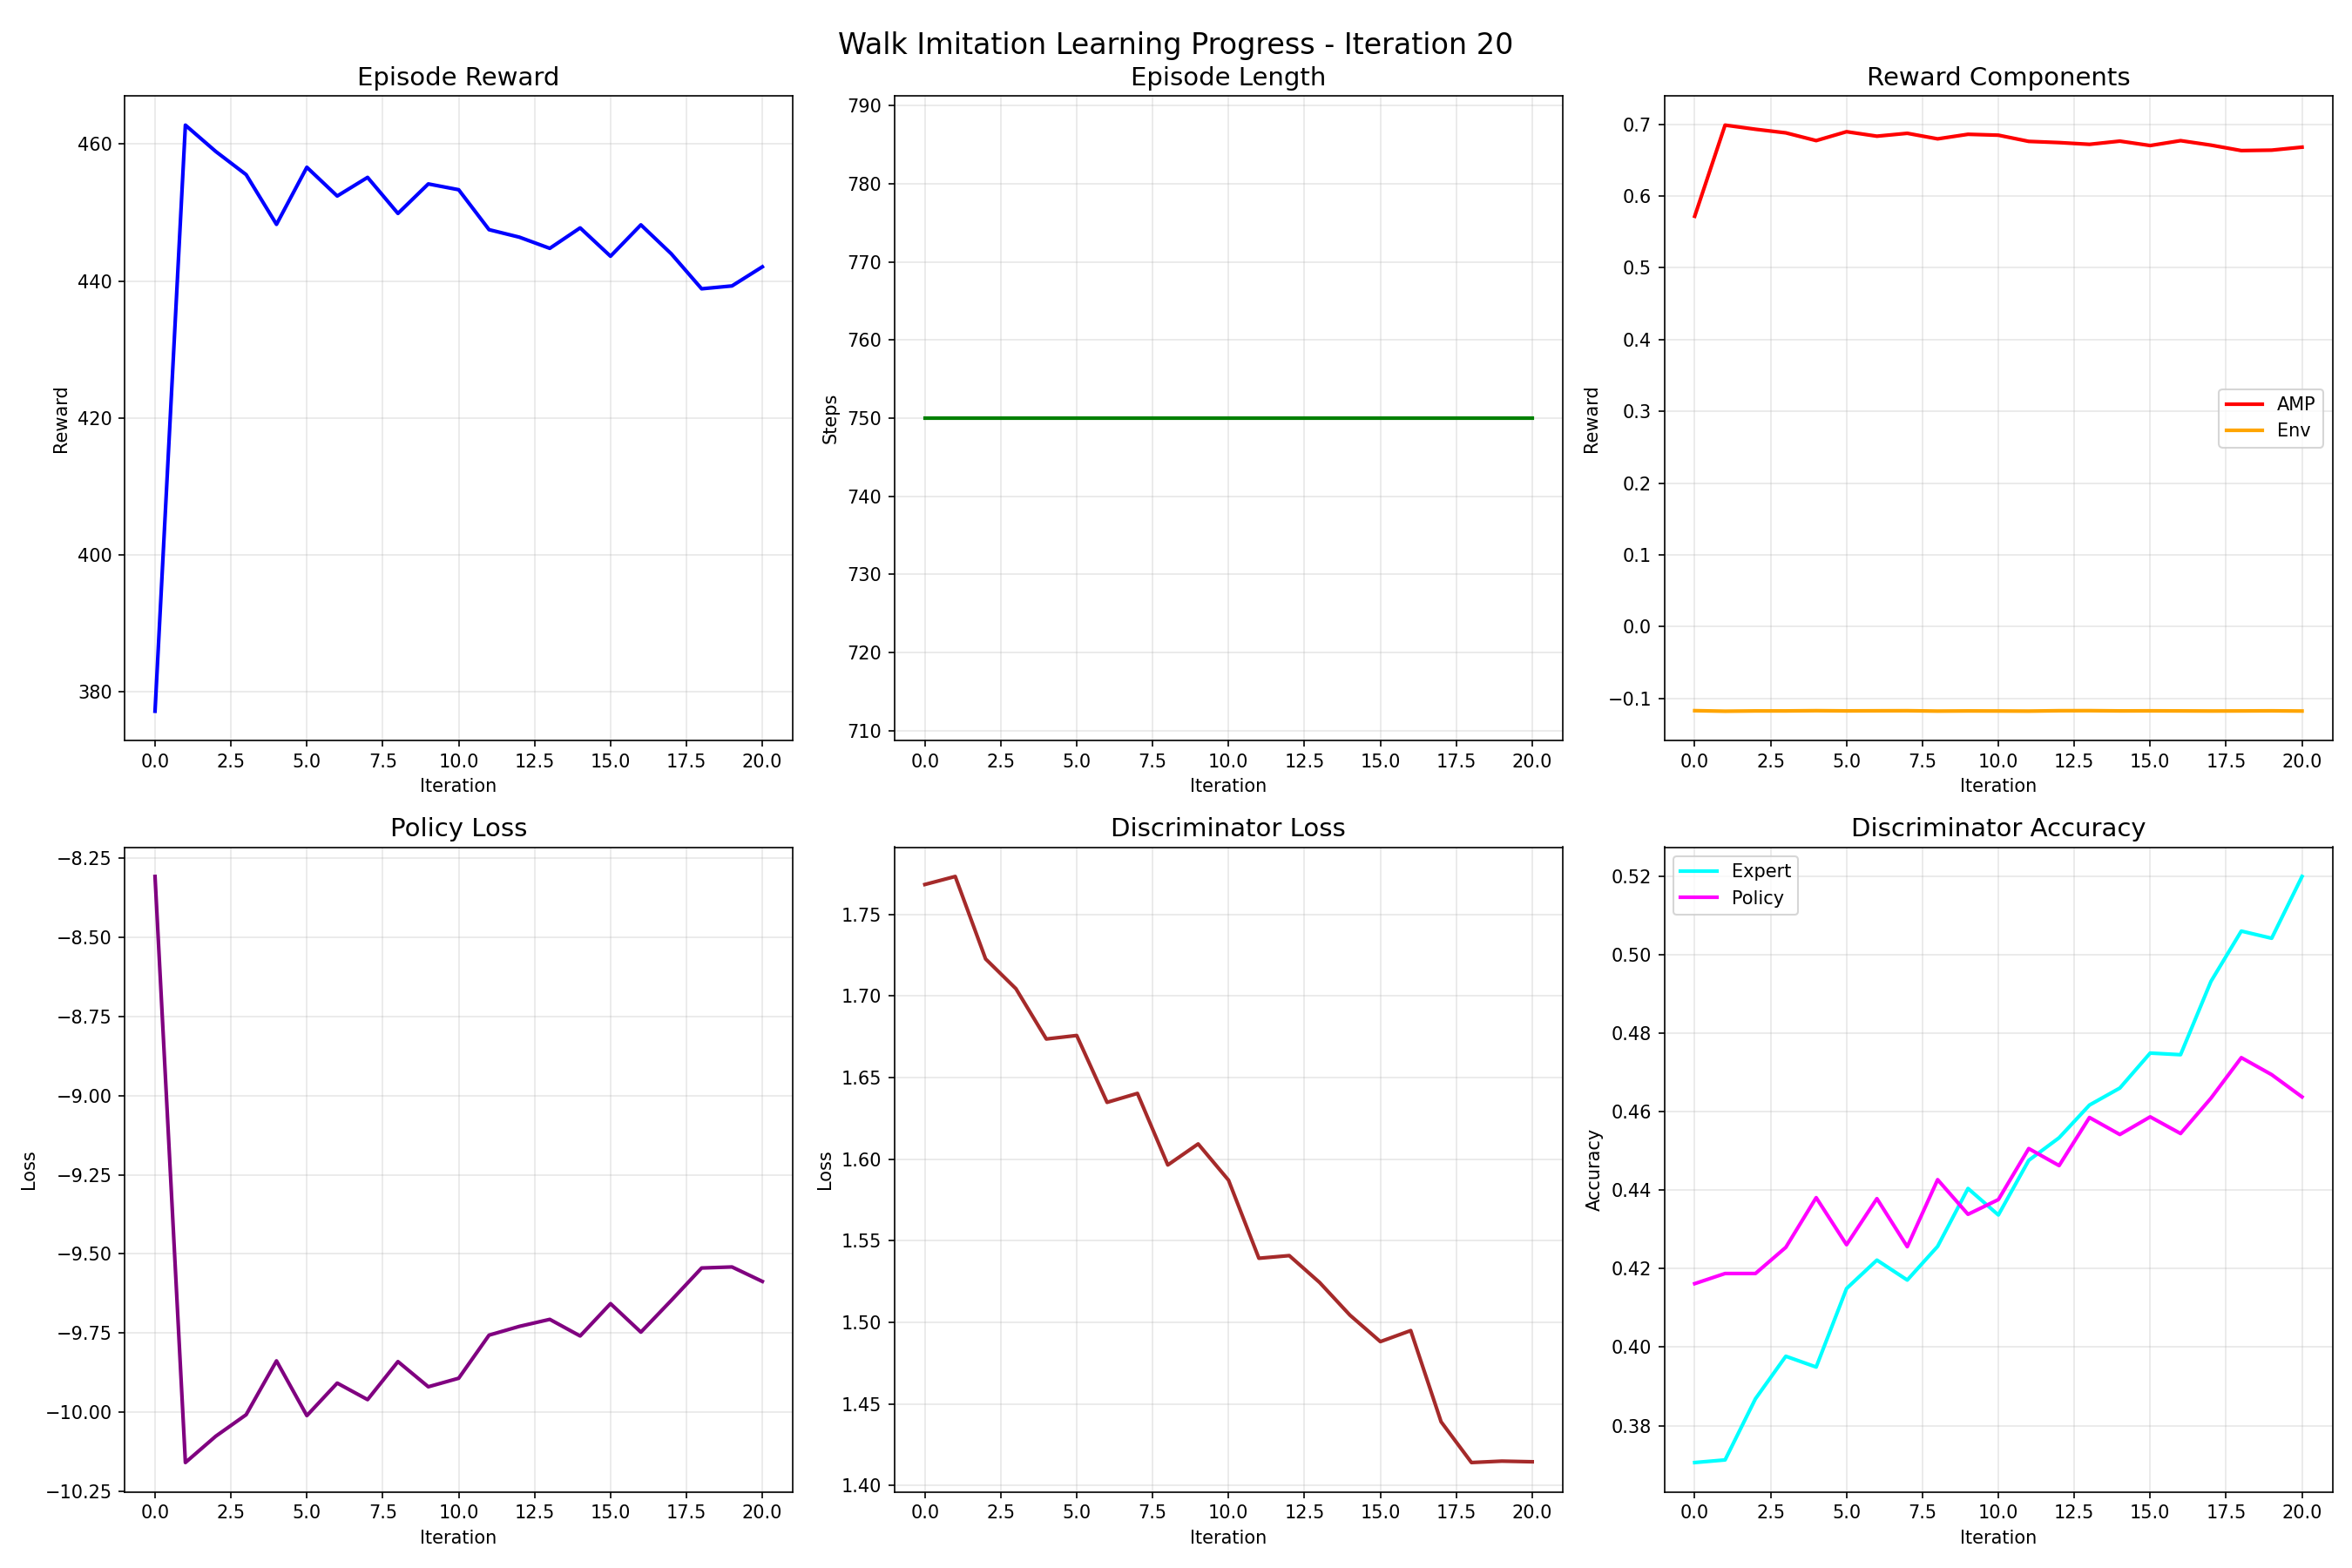 Walk Imitation Learning Progress - Iteration 20
Episode Reward
460
440
420
400
380
Reward
0.0 2.5 5.0 7.5 10.0 12.5 15.0 17.5 20.0
Iteration
Episode Length
790
780
770
760
750
740
730
720
710
Steps
0.0 2.5 5.0 7.5 10.0 12.5 15.0 17.5 20.0
Iteration
Reward Components
0.7
0.6
0.5
0.4
0.3
0.2
0.1
0.0
−0.1
Reward
AMP
Env
0.0 2.5 5.0 7.5 10.0 12.5 15.0 17.5 20.0
Iteration
Policy Loss
−8.25
−8.50
−8.75
−9.00
−9.25
−9.50
−9.75
−10.00
−10.25
Loss
0.0 2.5 5.0 7.5 10.0 12.5 15.0 17.5 20.0
Iteration
Discriminator Loss
1.75
1.70
1.65
1.60
1.55
1.50
1.45
1.40
Loss
0.0 2.5 5.0 7.5 10.0 12.5 15.0 17.5 20.0
Iteration
Discriminator Accuracy
Expert
Policy
0.52
0.50
0.48
0.46
0.44
0.42
0.40
0.38
Accuracy
0.0 2.5 5.0 7.5 10.0 12.5 15.0 17.5 20.0
Iteration